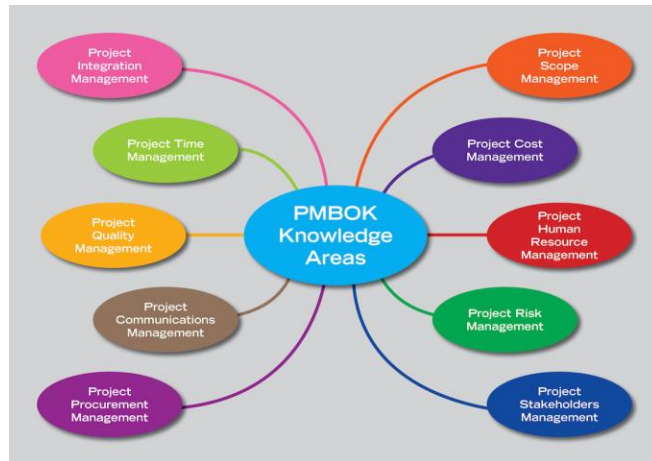 Project
Integration
Management
Project
Scope
Management
Project Time
Management
Project Cost
Management
PMBOK
Knowledge
Areas
Project
Quality
Management
Project
Human
Resource
Management
Project
Communications
Management
Project Risk
Management
Project
Procurement
Management
Project
Stakeholders
Management